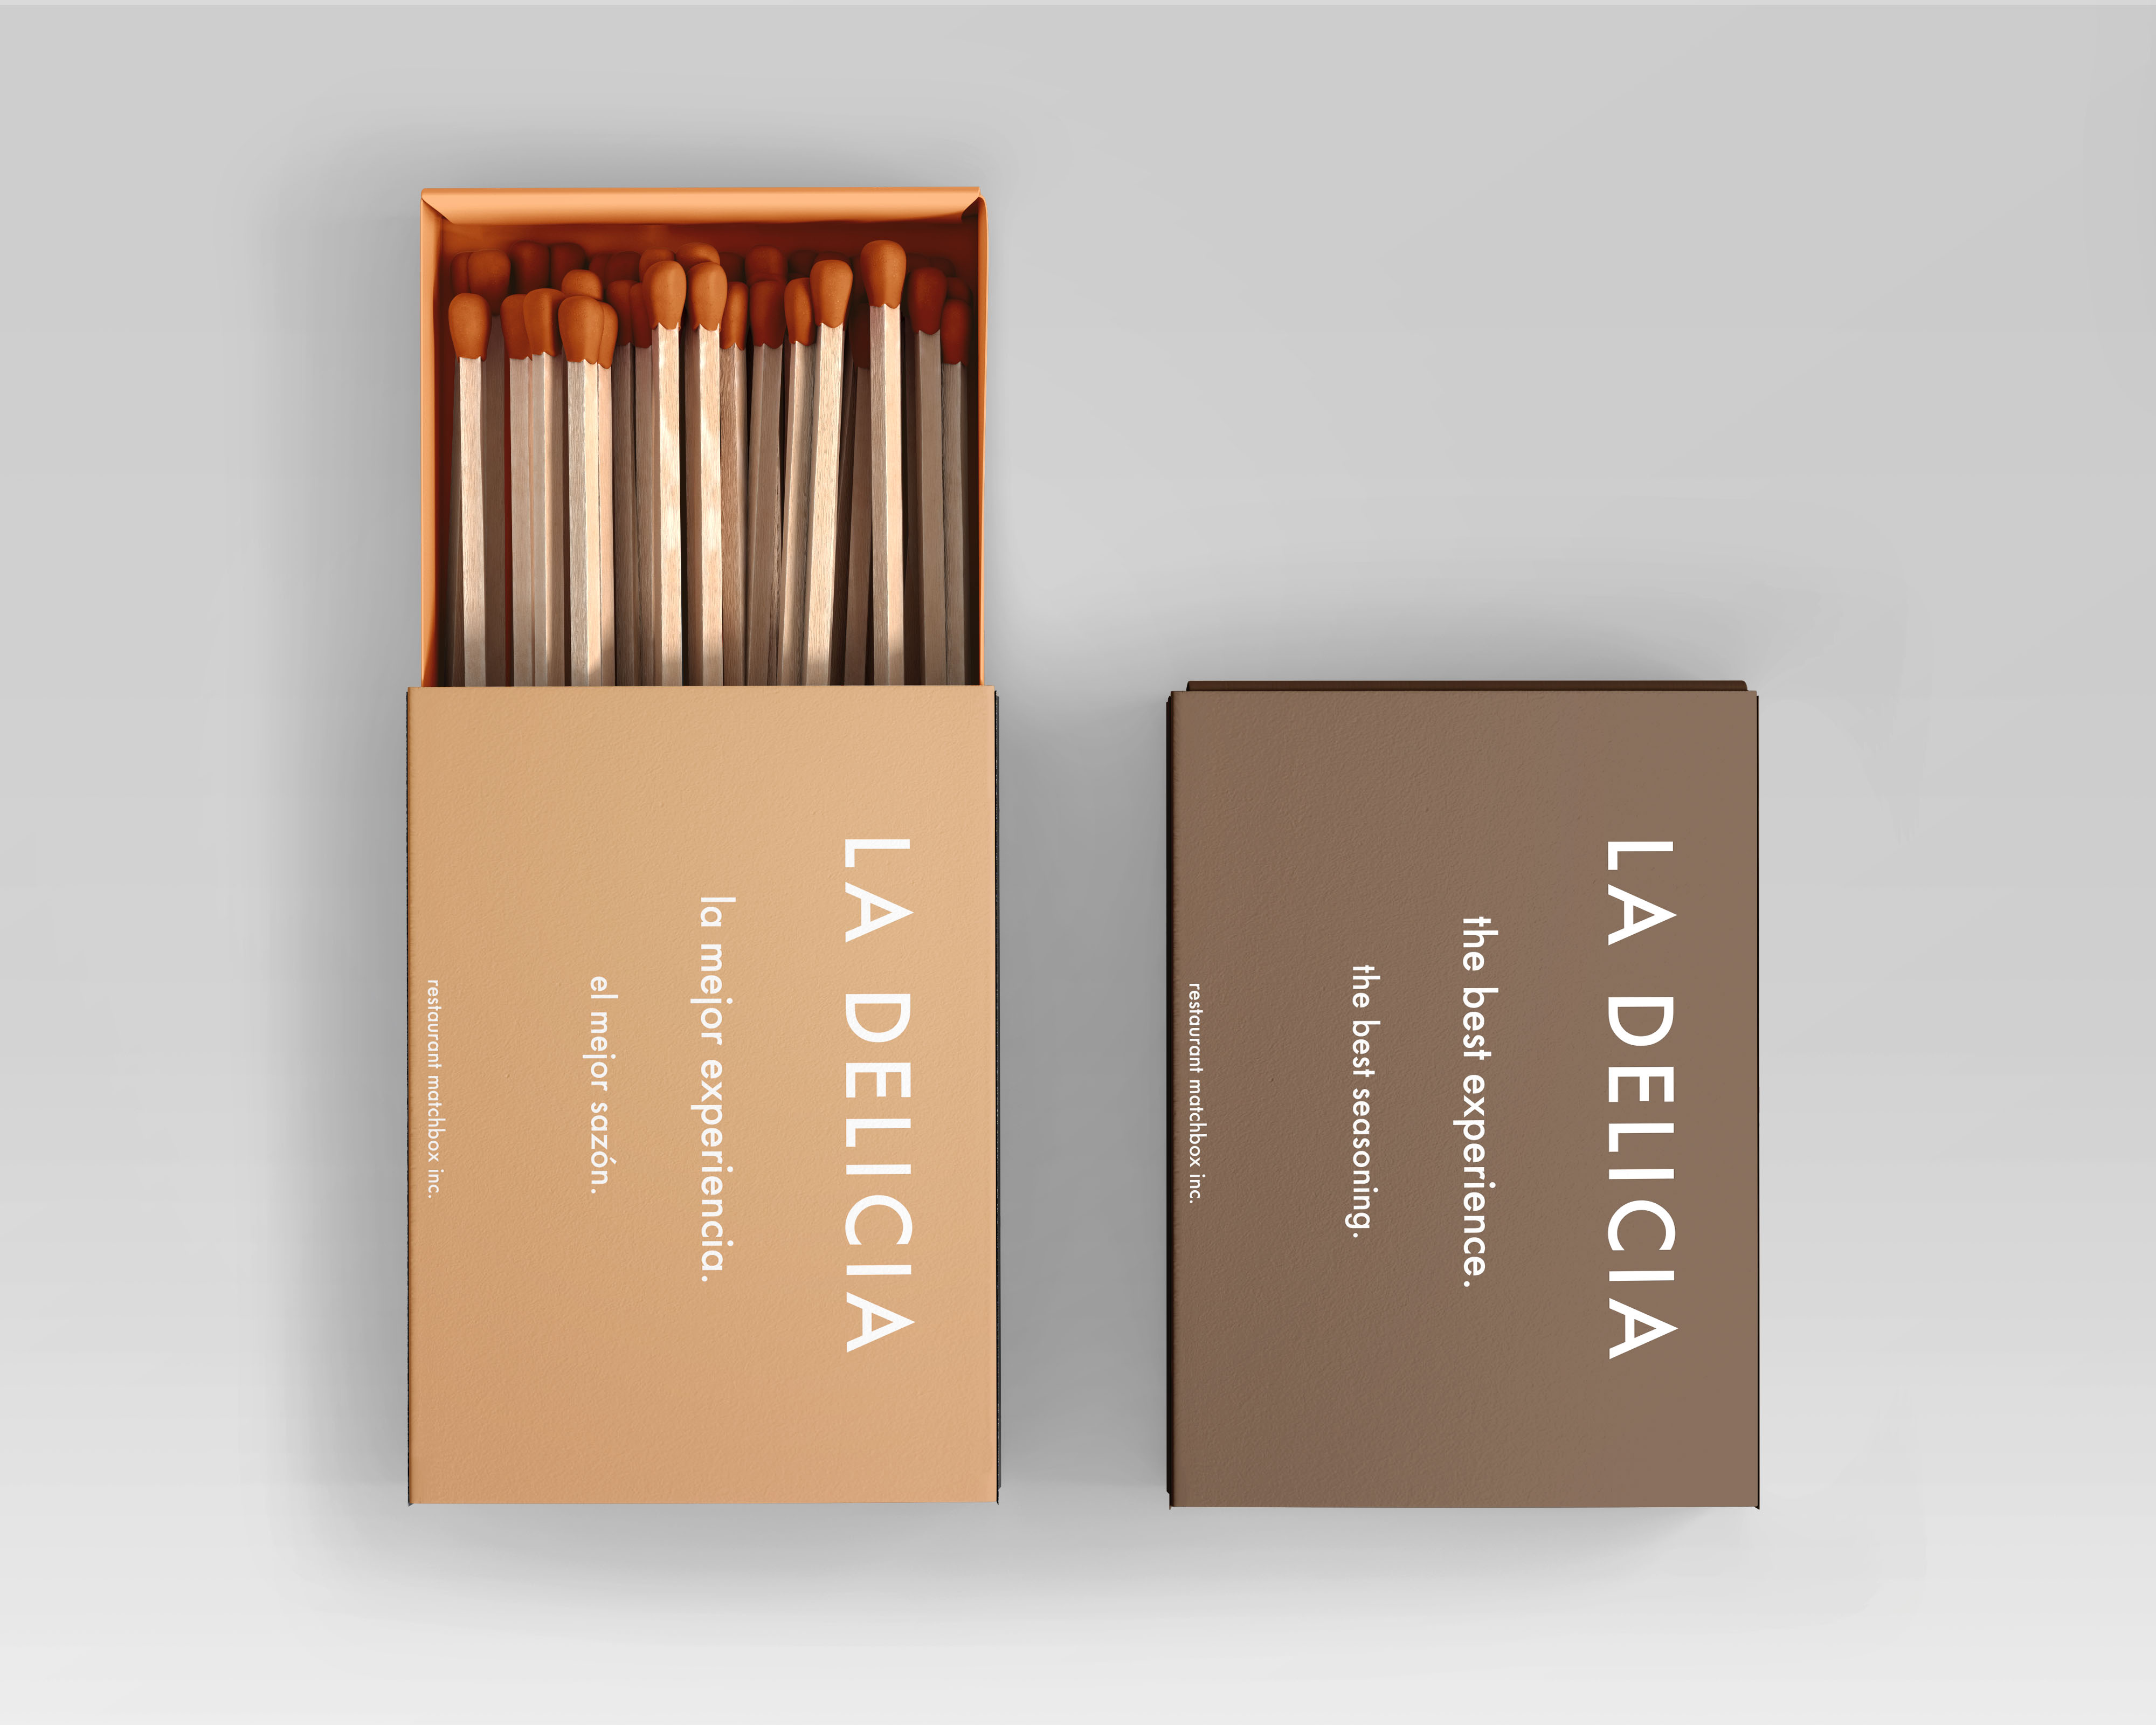 LA DELICIA
la mejor experiencia.
el mejor sazón.
restaurant matchbox inc.
LA DELICIA
the best experience.
the best seasoning.
restaurant matchbox inc.